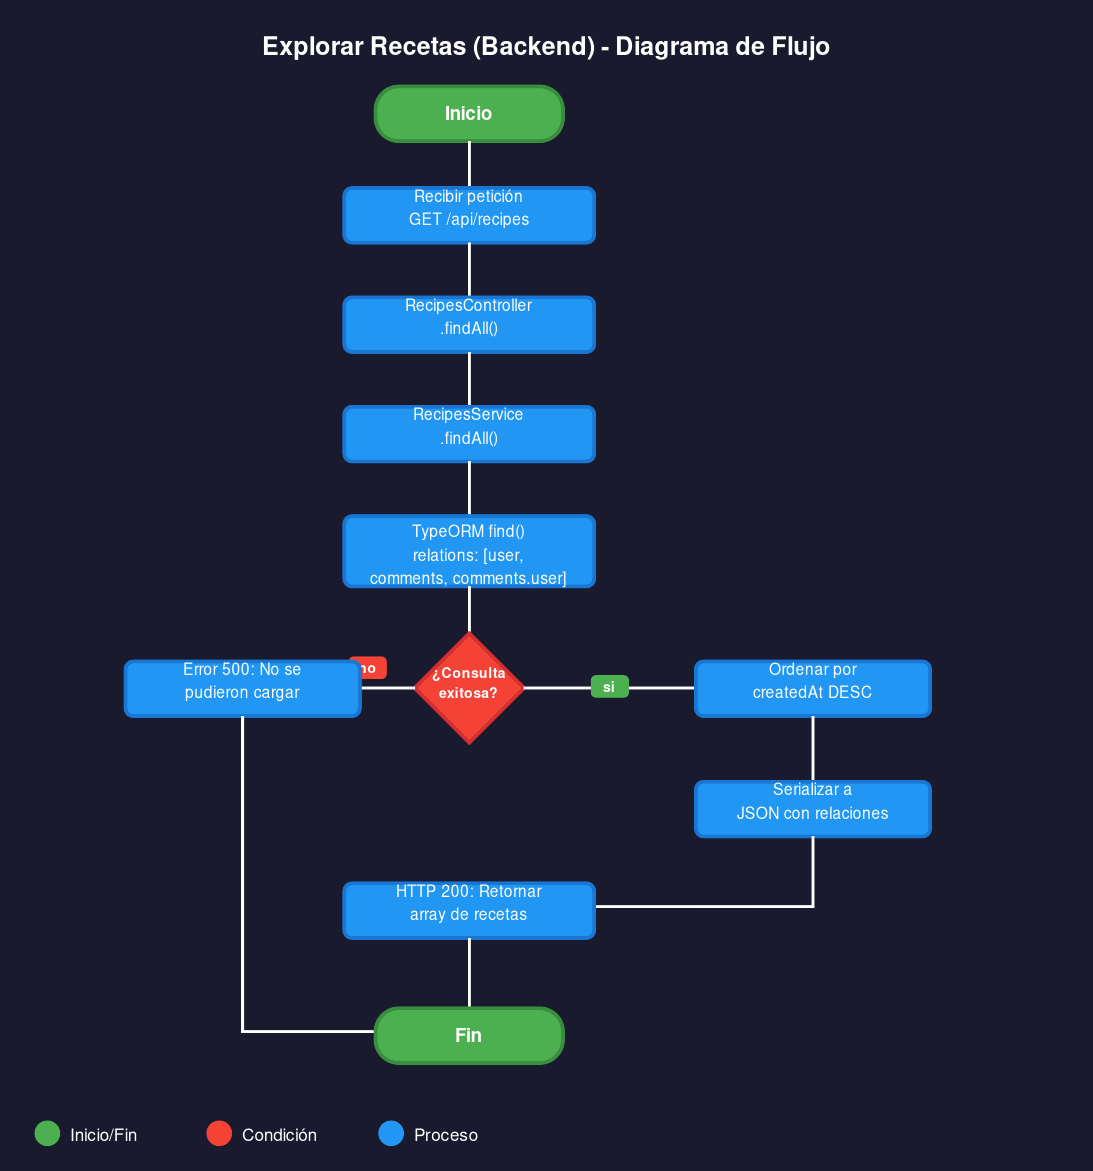 Explorar Recetas (Backend) - Diagrama de Flujo
Inicio
Recibir petición
GET /api/recipes
RecipesController
.findAll()
RecipesService
.findAll()
TypeORM find()
relations: [user,
comments, comments.user]
¿Consulta
exitosa?
no
Error 500: No se
pudieron cargar
si
Ordenar por
createdAt DESC
Serializar a
JSON con relaciones
HTTP 200: Retornar
array de recetas
Fin
Inicio/Fin
Condición
Proceso